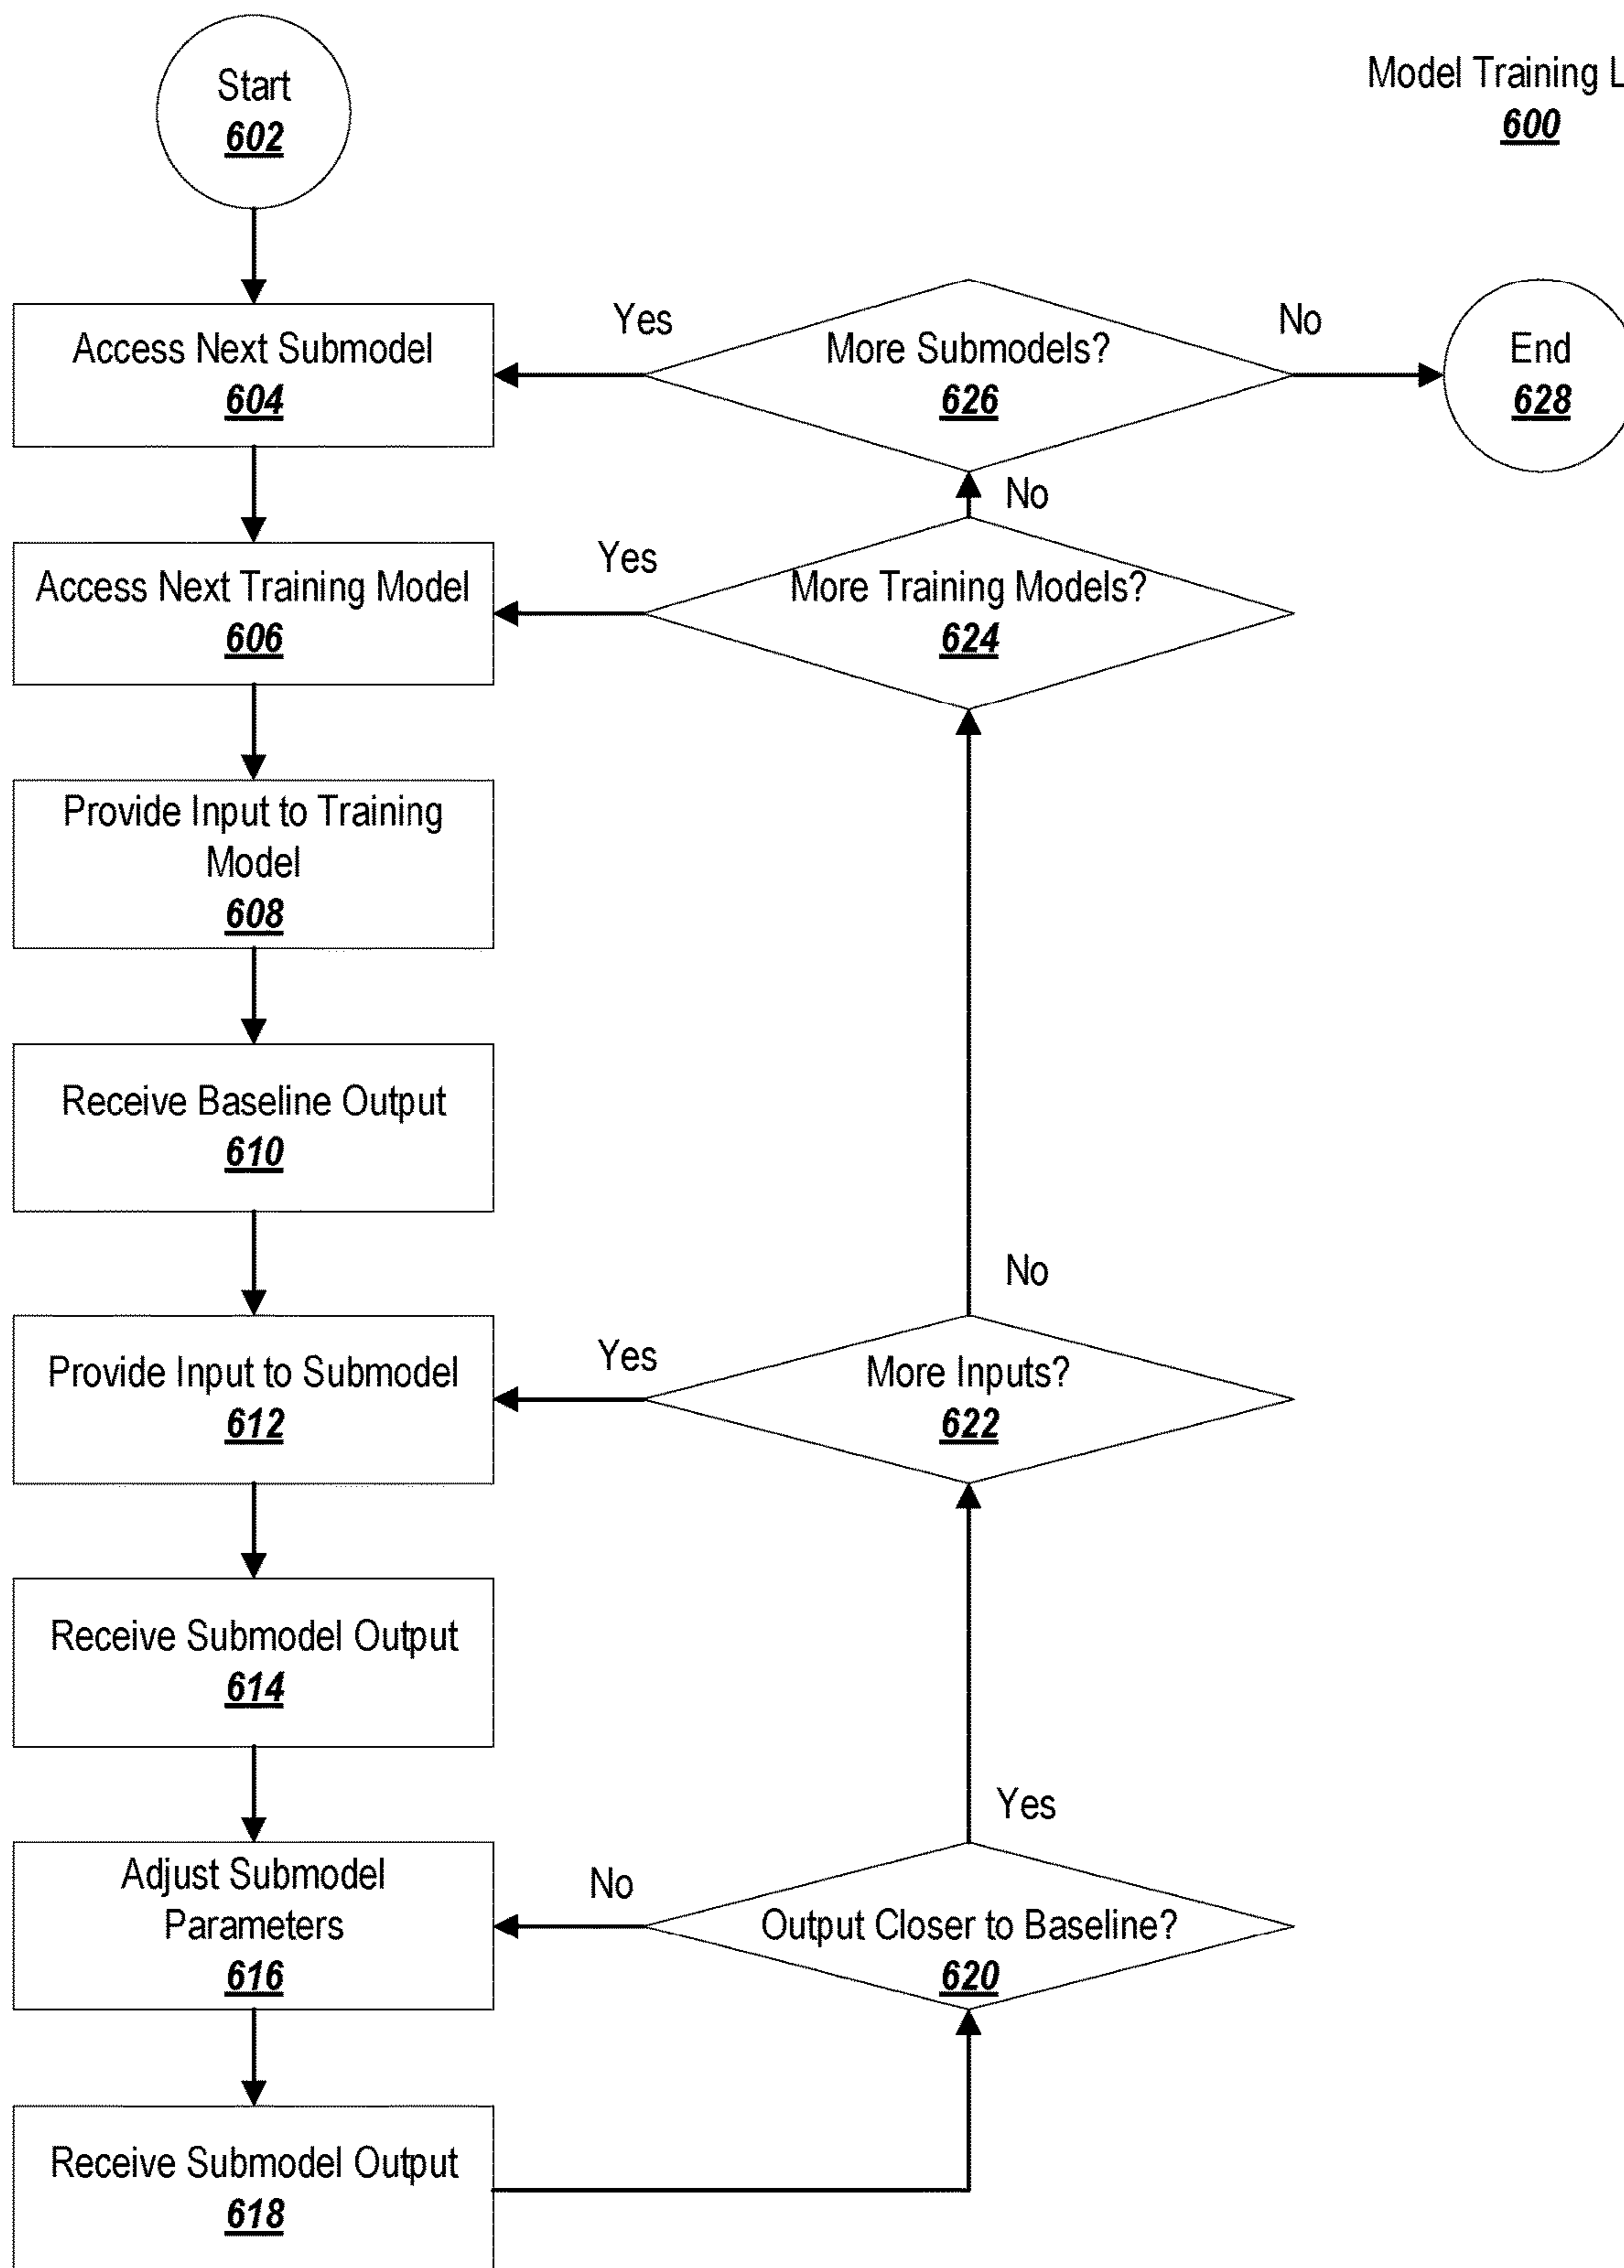 Start
602
Model Training L
600
Access Next Submodel
604
Yes
More Submodels?
626
No
End
628
No
Access Next Training Model
606
Yes
More Training Models?
624
Provide Input to Training
Model
608
Receive Baseline Output
610
No
Provide Input to Submodel
612
Yes
More Inputs?
622
Receive Submodel Output
614
Yes
Adjust Submodel
Parameters
616
No
Output Closer to Baseline?
620
Receive Submodel Output
618